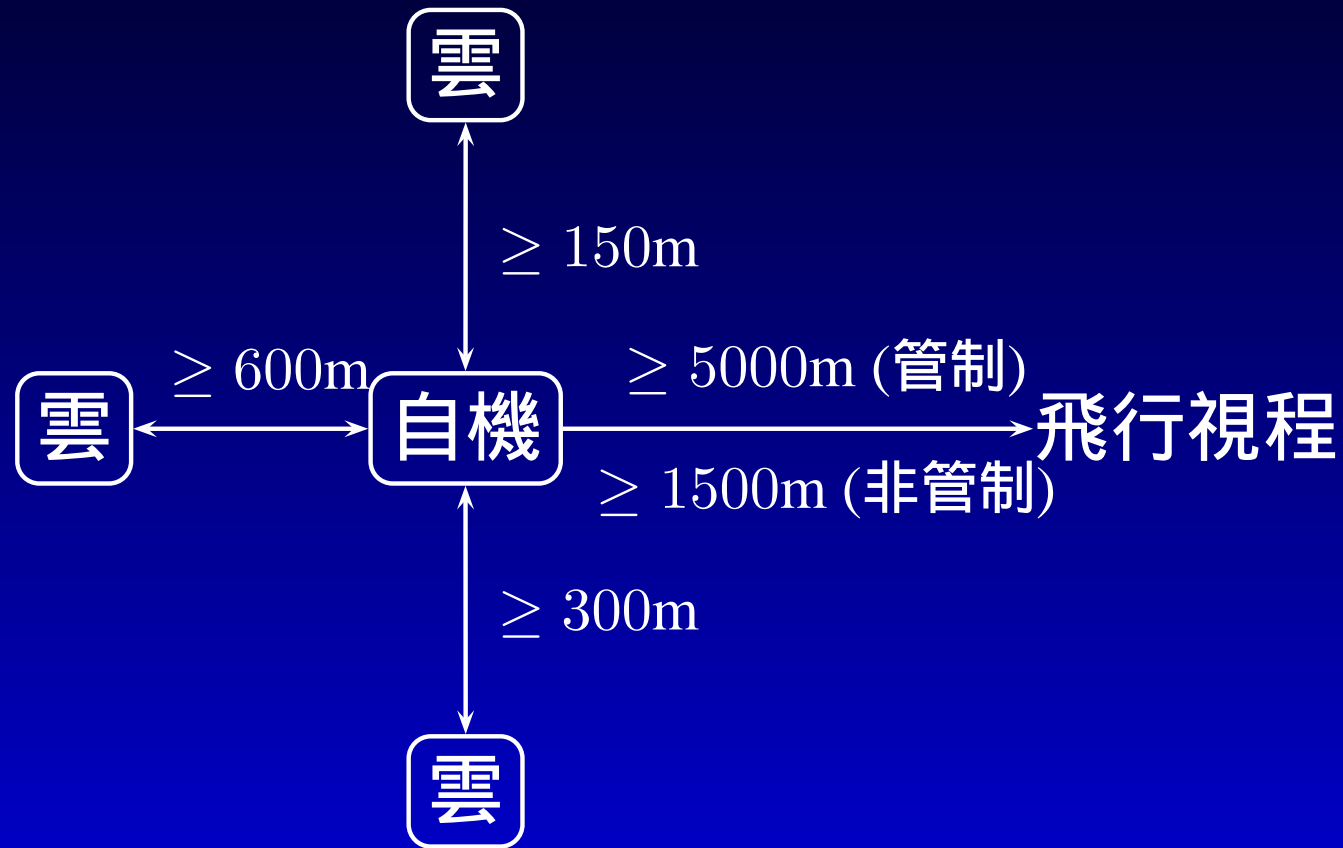 雲
≥ 150m
≥ 600m
≥ 5000m (管制)
雲
自機
飛行視程
≥ 1500m (非管制)
≥ 300m
雲